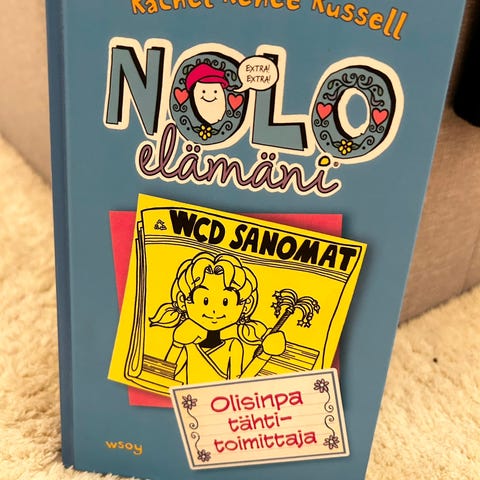 Rachel Renée Russell
EXTRA!
EXTRA!
NOLO
elämäni
WCD SANOMAT
Olisinpa
tähti-
toimittaja
wsoy